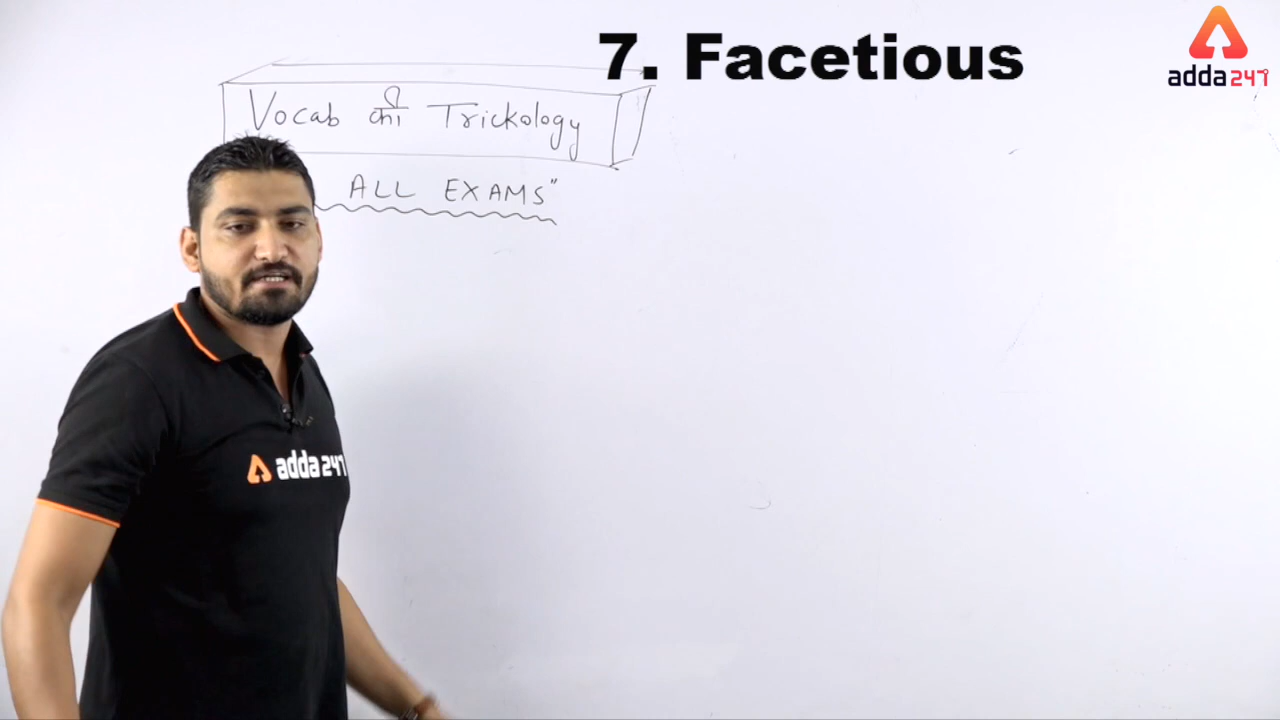 7. Facetious
adda247
Vocab की Trickology
ALL EXAMS"
adda247